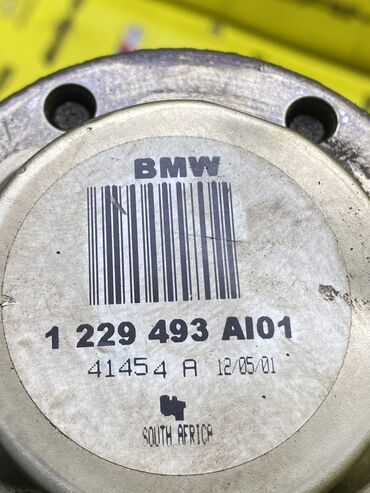 BMW
1 229 493 AI01
41454 A 12/05/01
SOUTH AFRICA